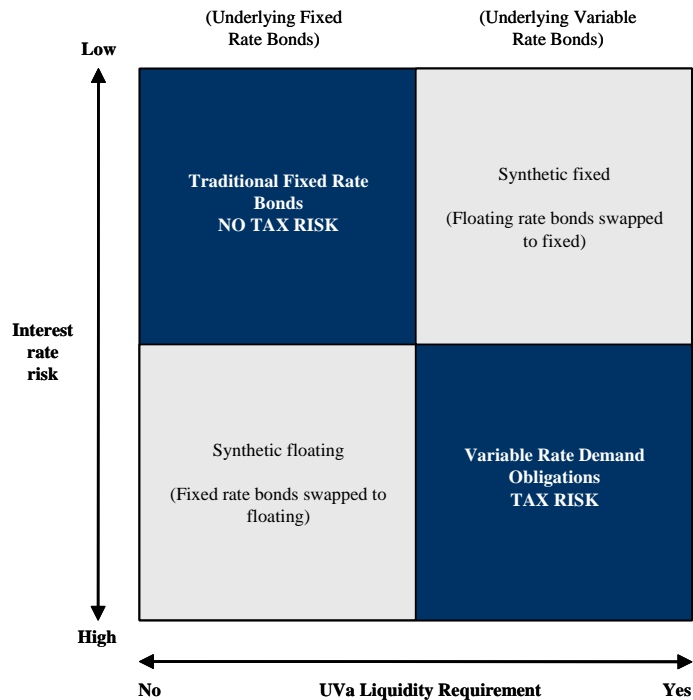 (Underlying Fixed
Rate Bonds)
(Underlying Variable
Rate Bonds)
Low
Traditional Fixed Rate
Bonds
NO TAX RISK
Synthetic fixed
(Floating rate bonds swapped
to fixed)
Interest
rate
risk
Synthetic floating
(Fixed rate bonds swapped to
floating)
Variable Rate Demand
Obligations
TAX RISK
High
No
UVa Liquidity Requirement
Yes